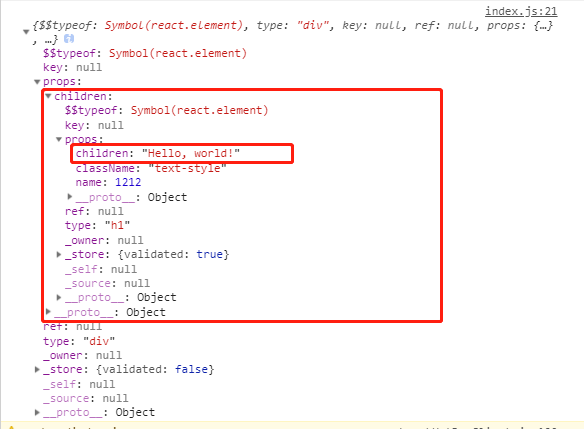 index.js:21
{$$typeof: Symbol(react.element), type: "div", key: null, ref: null, props: {…}
, …}
$$typeof: Symbol(react.element)
key: null
props:
children:
$$typeof: Symbol(react.element)
key: null
props:
children: "Hello, world!"
className: "text-style"
name: 1212
__proto__: Object
ref: null
type: "h1"
_owner: null
_store: {validated: true}
_self: null
_source: null
__proto__: Object
__proto__: Object
ref: null
type: "div"
_owner: null
_store: {validated: false}
_self: null
_source: null
__proto__: Object